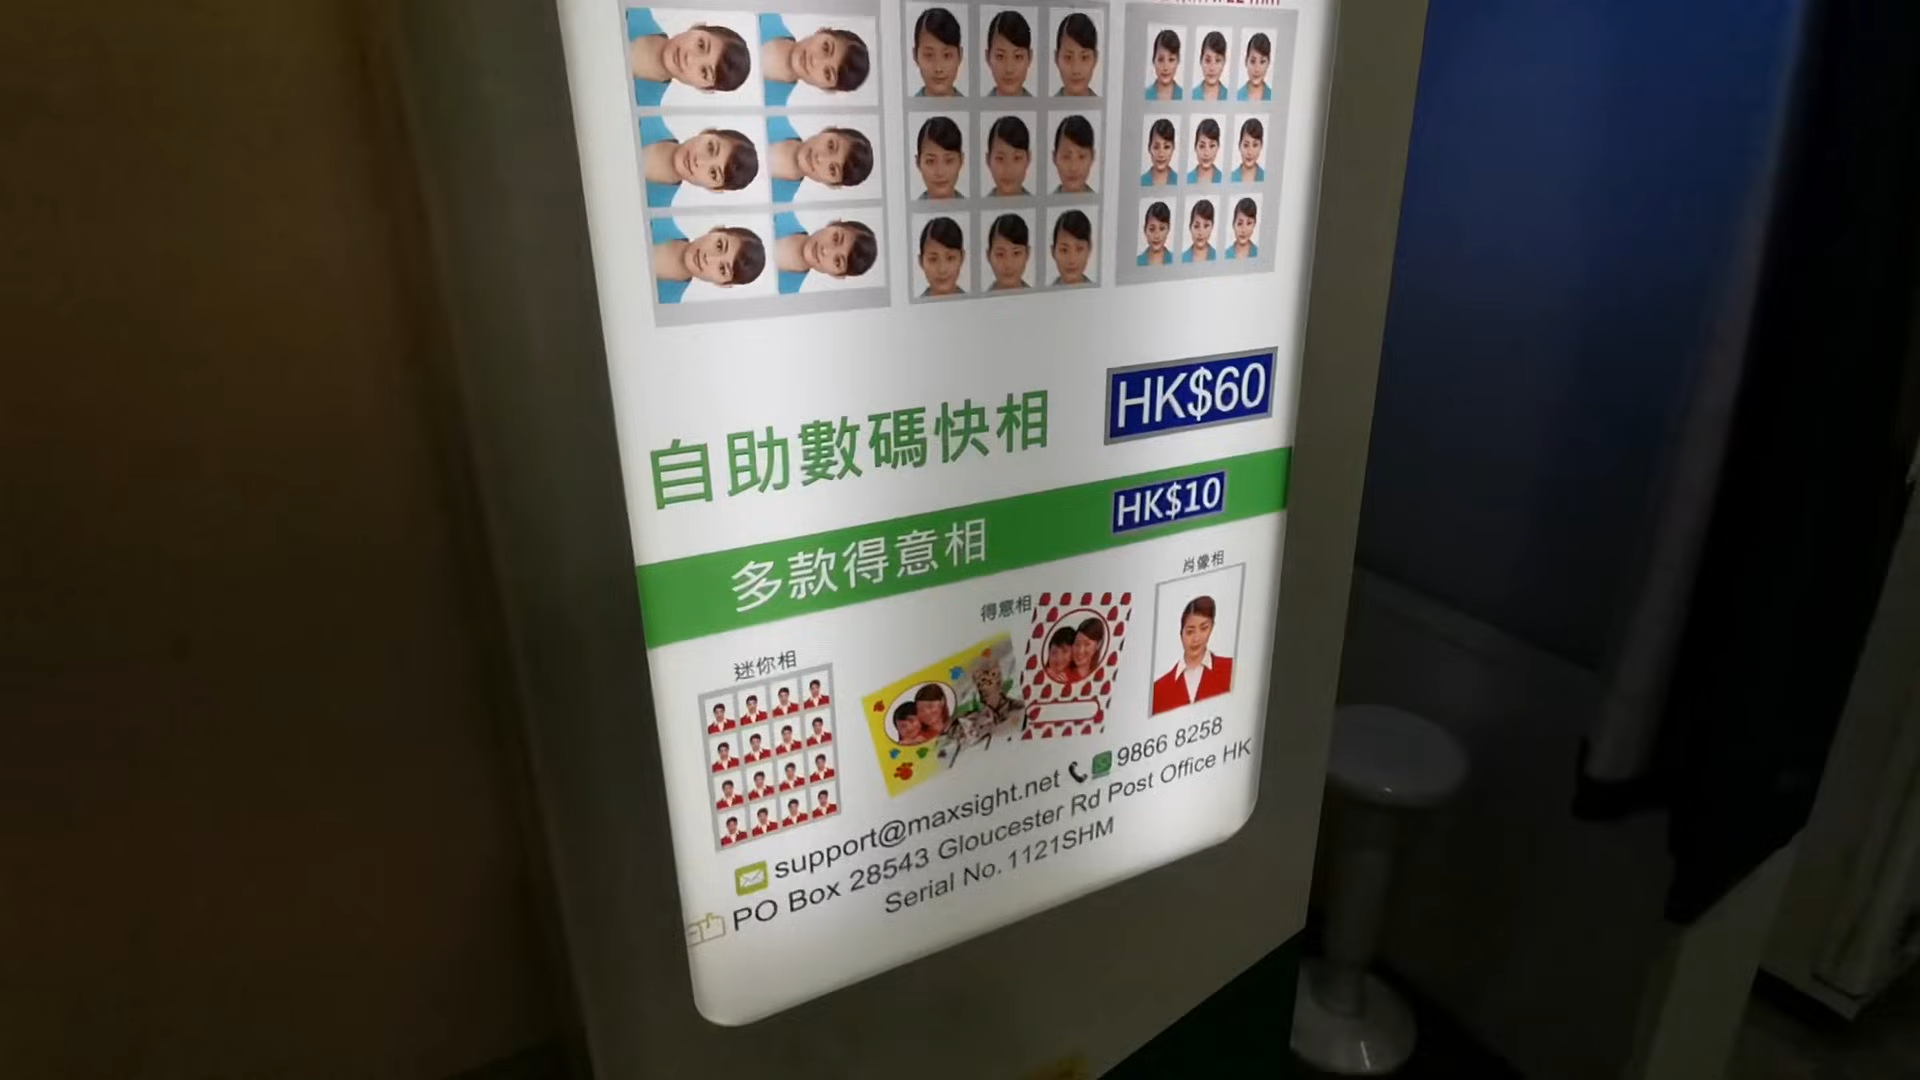 自助數碼快相
HK$60
多款得意相
HK$10
迷你相
得意相
肖像相
support@maxsight.net
9866 8258
PO Box 28543 Gloucester Rd Post Office HK
Serial No. 1121SHM